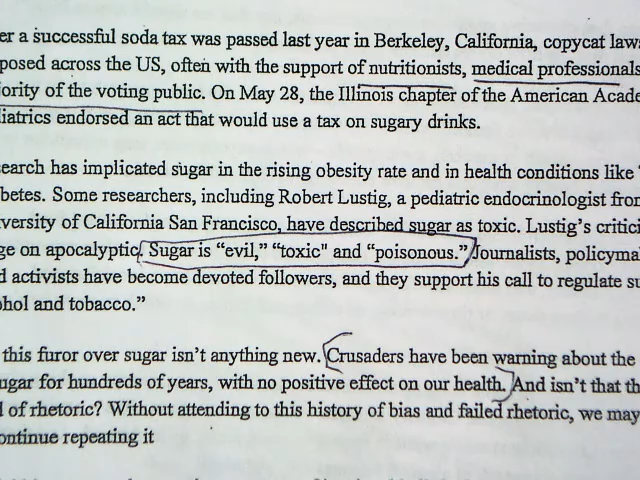 er a successful soda tax was passed last year in Berkeley, California, copycat laws
posed across the US, often with the support of nutritionists, medical professionals
ority of the voting public. On May 28, the Illinois chapter of the American Acade
iatrics endorsed an act that would use a tax on sugary drinks.
earch has implicated sugar in the rising obesity rate and in health conditions like
betes. Some researchers, including Robert Lustig, a pediatric endocrinologist from
versity of California San Francisco, have described sugar as toxic. Lustig’s critici
ge on apocalyptic. Sugar is “evil,” “toxic" and “poisonous.” Journalists, policyma
d activists have become devoted followers, and they support his call to regulate su
ohol and tobacco.”
this furor over sugar isn’t anything new. Crusaders have been warning about the
ugar for hundreds of years, with no positive effect on our health. And isn’t that th
l of rhetoric? Without attending to this history of bias and failed rhetoric, we may
ontinue repeating it